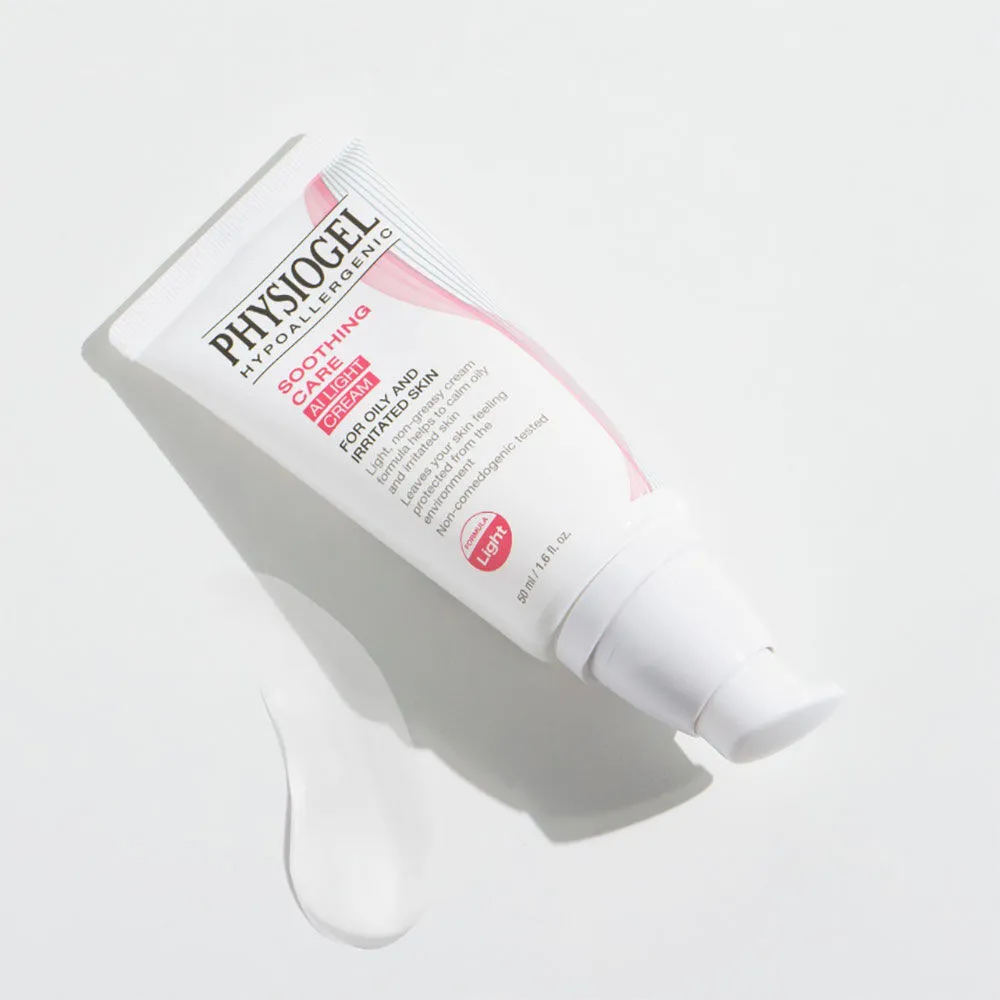 PHYSIOGEL
HYPOALLERGENIC
SOOTHING
CARE
AI LIGHT
CREAM
FOR OILY AND
IRRITATED SKIN
Light, non-greasy cream
formula helps to calm oily
and irritated skin
Leaves your skin feeling
protected from the
environment
Non-comedogenic tested
FORMULA
Light
50 ml / 1.6 fl. oz.